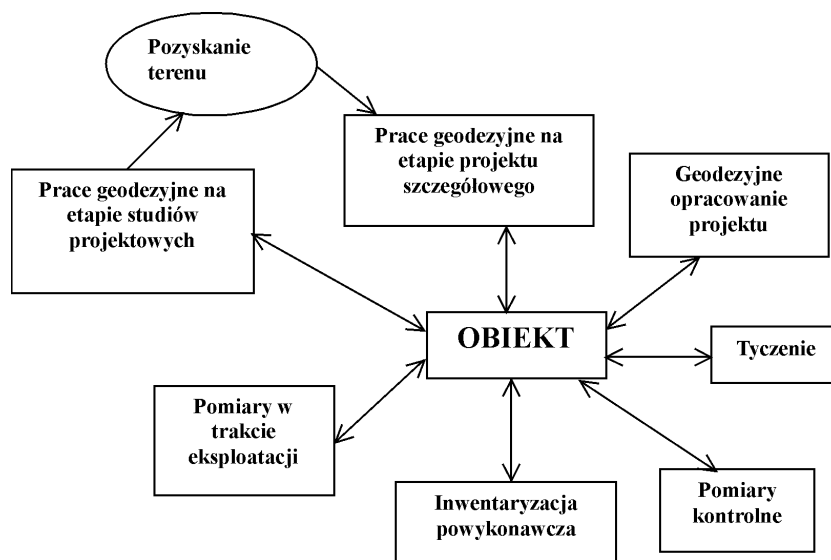 Pozyskanie
terenu
Prace geodezyjne na
etapie projektu
szczegółowego
Geodezyjne
opracowanie
projektu
Prace geodezyjne na
etapie studiów
projektowych
OBIEKT
Tyczenie
Pomiary w
trakcie
eksploatacji
Inwentaryzacja
powykonawcza
Pomiary
kontrolne